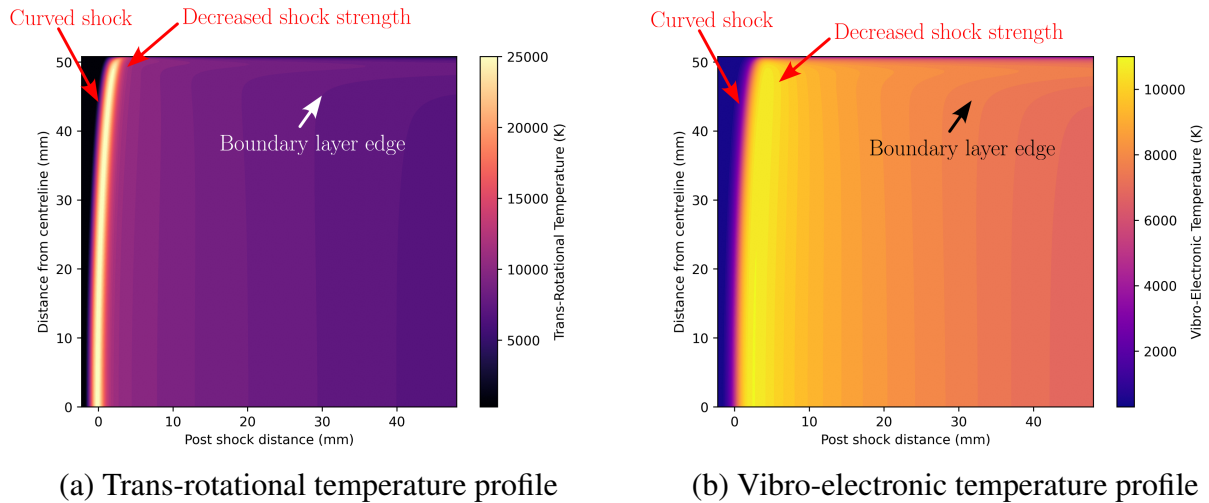 Curved shock
Decreased shock strength
50
40
30
20
10
0
Distance from centreline (mm)
Boundary layer edge
0
10
20
30
40
Post shock distance (mm)
25000
20000
15000
10000
5000
Trans-Rotational Temperature (K)
(a) Trans-rotational temperature profile
Curved shock
Decreased shock strength
50
40
30
20
10
0
Distance from centreline (mm)
Boundary layer edge
0
10
20
30
40
Post shock distance (mm)
10000
8000
6000
4000
2000
Vibro-Electronic Temperature (K)
(b) Vibro-electronic temperature profile